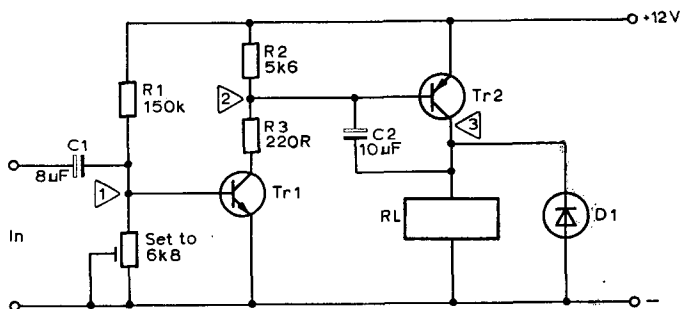 +12V
R2
5k6
R1
150k
2
Tr2
3
R3
220R
C1
8µF
C2
10µF
1
Tr1
RL
D1
In
Set to
6k8
−